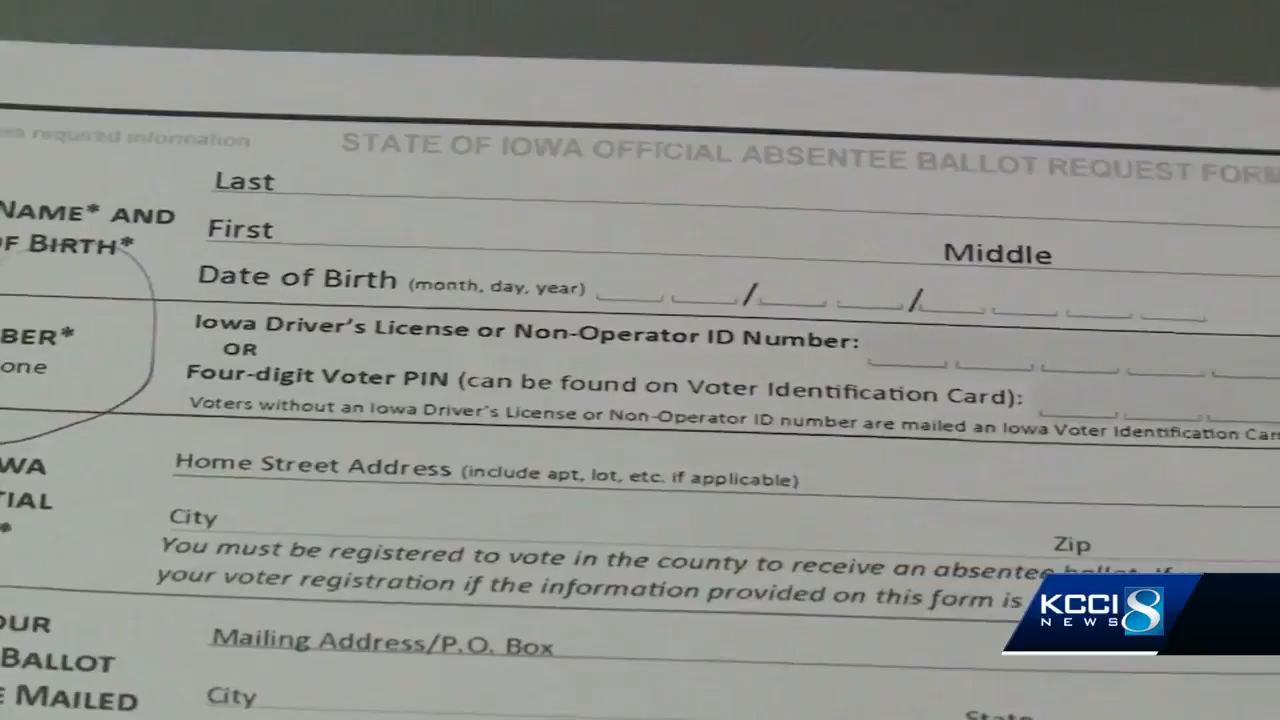 es required information
STATE OF IOWA OFFICIAL ABSENTEE BALLOT REQUEST FORM
NAME* AND
OF BIRTH*
Last
First
Middle
Date of Birth (month, day, year) / /
BER*
one
Iowa Driver's License or Non-Operator ID Number:
OR
Four-digit Voter PIN (can be found on Voter Identification Card):
Voters without an Iowa Driver's License or Non-Operator ID number are mailed an Iowa Voter Identification Car
WA
TIAL
*
Home Street Address (include apt, lot, etc. if applicable)
City
Zip
You must be registered to vote in the county to receive an absentee ballot. If
your voter registration if the information provided on this form is
OUR
BALLOT
E MAILED
Mailing Address/P.O. Box
City
State
KCCI 8
NEWS